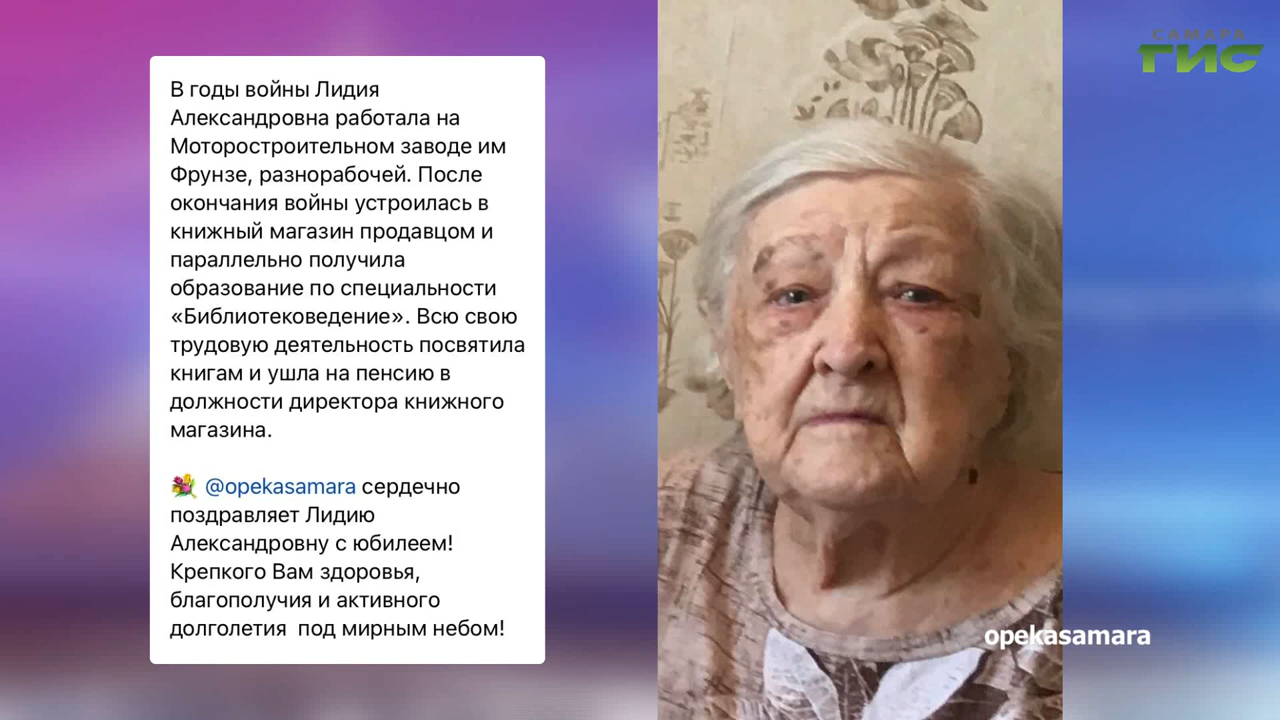 САМАРА
ГИС
В годы войны Лидия
Александровна работала на
Моторостроительном заводе им
Фрунзе, разнорабочей. После
окончания войны устроилась в
книжный магазин продавцом и
параллельно получила
образование по специальности
«Библиотековедение». Всю свою
трудовую деятельность посвятила
книгам и ушла на пенсию в
должности директора книжного
магазина.
💐 @opekasamara сердечно
поздравляет Лидию
Александровну с юбилеем!
Крепкого Вам здоровья,
благополучия и активного
долголетия  под мирным небом!
opekasamara